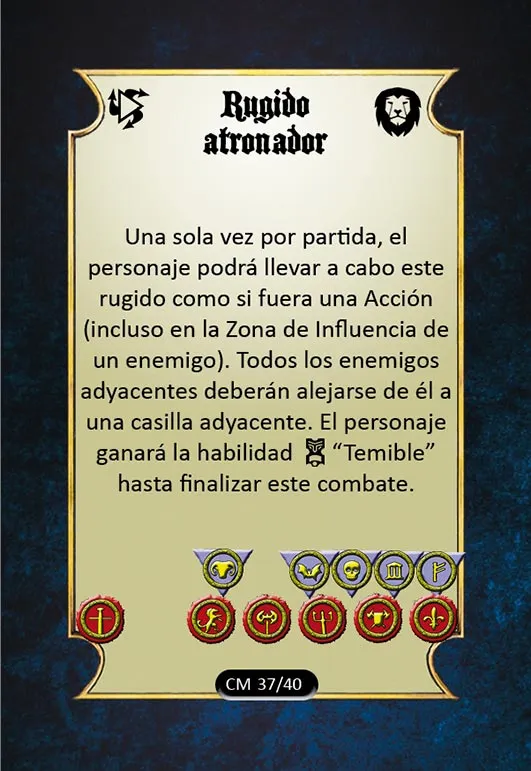 Rugido
atronador
Una sola vez por partida, el
personaje podrá llevar a cabo este
rugido como si fuera una Acción
(incluso en la Zona de Influencia de
un enemigo). Todos los enemigos
adyacentes deberán alejarse de él a
una casilla adyacente. El personaje
ganará la habilidad “Temible”
hasta finalizar este combate.
CM 37/40